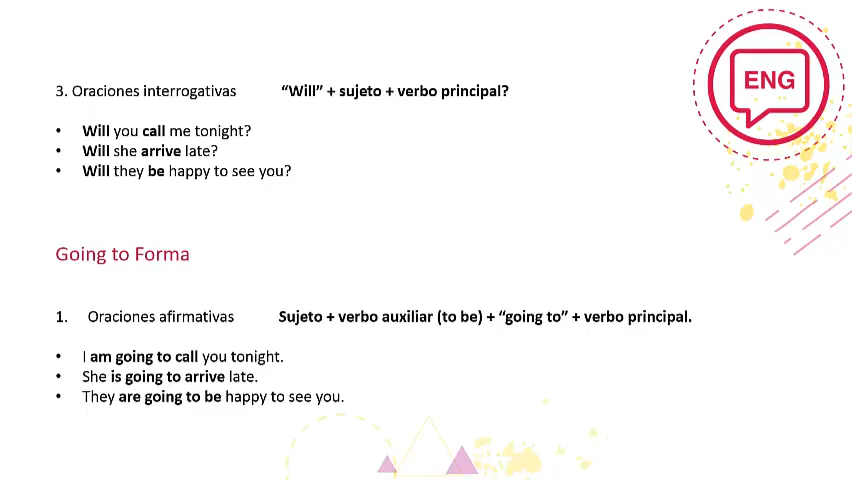 ENG
3. Oraciones interrogativas “Will” + sujeto + verbo principal?
• Will you call me tonight?
• Will she arrive late?
• Will they be happy to see you?
Going to Forma
1. Oraciones afirmativas Sujeto + verbo auxiliar (to be) + “going to” + verbo principal.
• I am going to call you tonight.
• She is going to arrive late.
• They are going to be happy to see you.